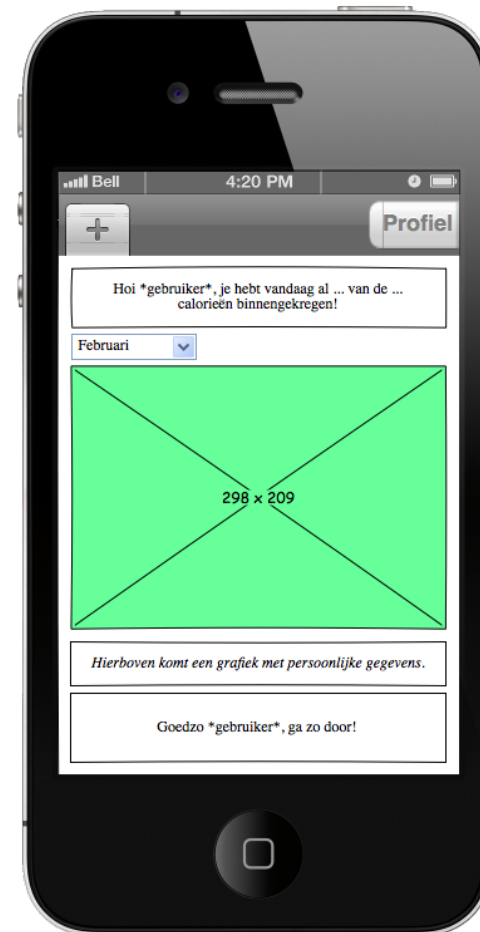 Bell 4:20 PM
+ Profiel
Hoi *gebruiker*, je hebt vandaag al ... van de ...
calorieën binnengekregen!
Februari
298 x 209
Hierboven komt een grafiek met persoonlijke gegevens.
Goedzo *gebruiker*, ga zo door!